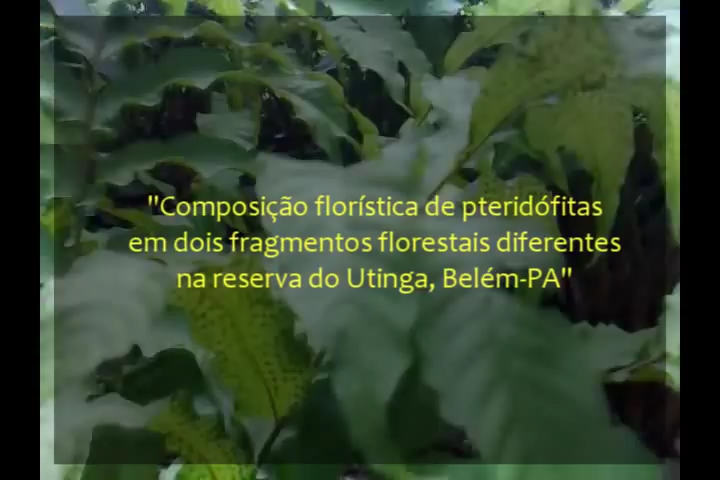 "Composição florística de pteridófitas
em dois fragmentos florestais diferentes
na reserva do Utinga, Belém-PA"